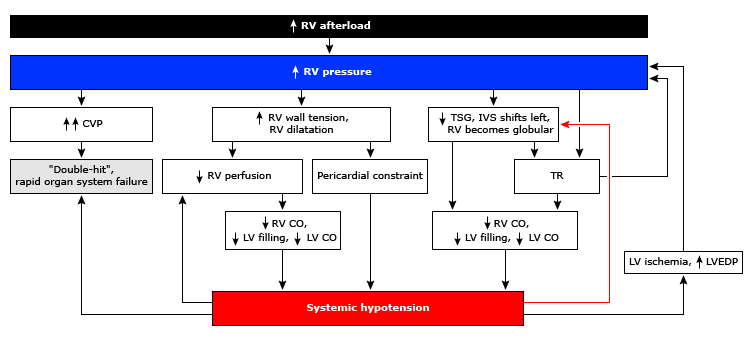 ↑ RV afterload
↑ RV pressure
↑↑ CVP
↑ RV wall tension,
RV dilatation
↓ TSG, IVS shifts left,
RV becomes globular
"Double-hit",
rapid organ system failure
↓ RV perfusion
Pericardial constraint
TR
↓ RV CO,
↓ LV filling, ↓ LV CO
↓ RV CO,
↓ LV filling, ↓ LV CO
LV ischemia, ↑ LVEDP
Systemic hypotension